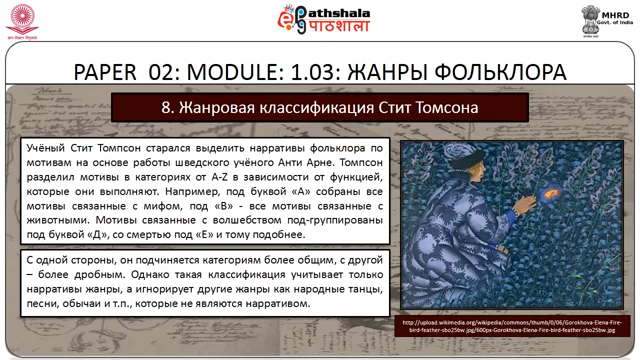 ePathshala
पाठशाला
MHRD
Govt. of India
PAPER 02: MODULE: 1.03: ЖАНРЫ ФОЛЬКЛОРА
8. Жанровая классификация Стит Томсона
Учёный Стит Томпсон старался выделить нарративы фольклора по
мотивам на основе работы шведского учёного Анти Арне. Томпсон
разделил мотивы в категориях от A-Z в зависимости от функцией,
которые они выполняют. Например, под буквой «А» собраны все
мотивы связанные с мифом, под «В» - все мотивы связанные с
животными. Мотивы связанные с волшебством под-группированы
под буквой «Д», со смертью под «Е» и тому подобнее.
С одной стороны, он подчиняется категориям более общим, с другой
– более дробным. Однако такая классификация учитывает только
нарративы жанры, а игнорирует другие жанры как народные танцы,
песни, обычаи и т.п., которые не являются нарративом.
http://upload.wikimedia.org/wikipedia/commons/thumb/0/06/Gorokhova-Elena-Fire-
bird-feather-sbo25bw.jpg/600px-Gorokhova-Elena-Fire-bird-feather-sbo25bw.jpg